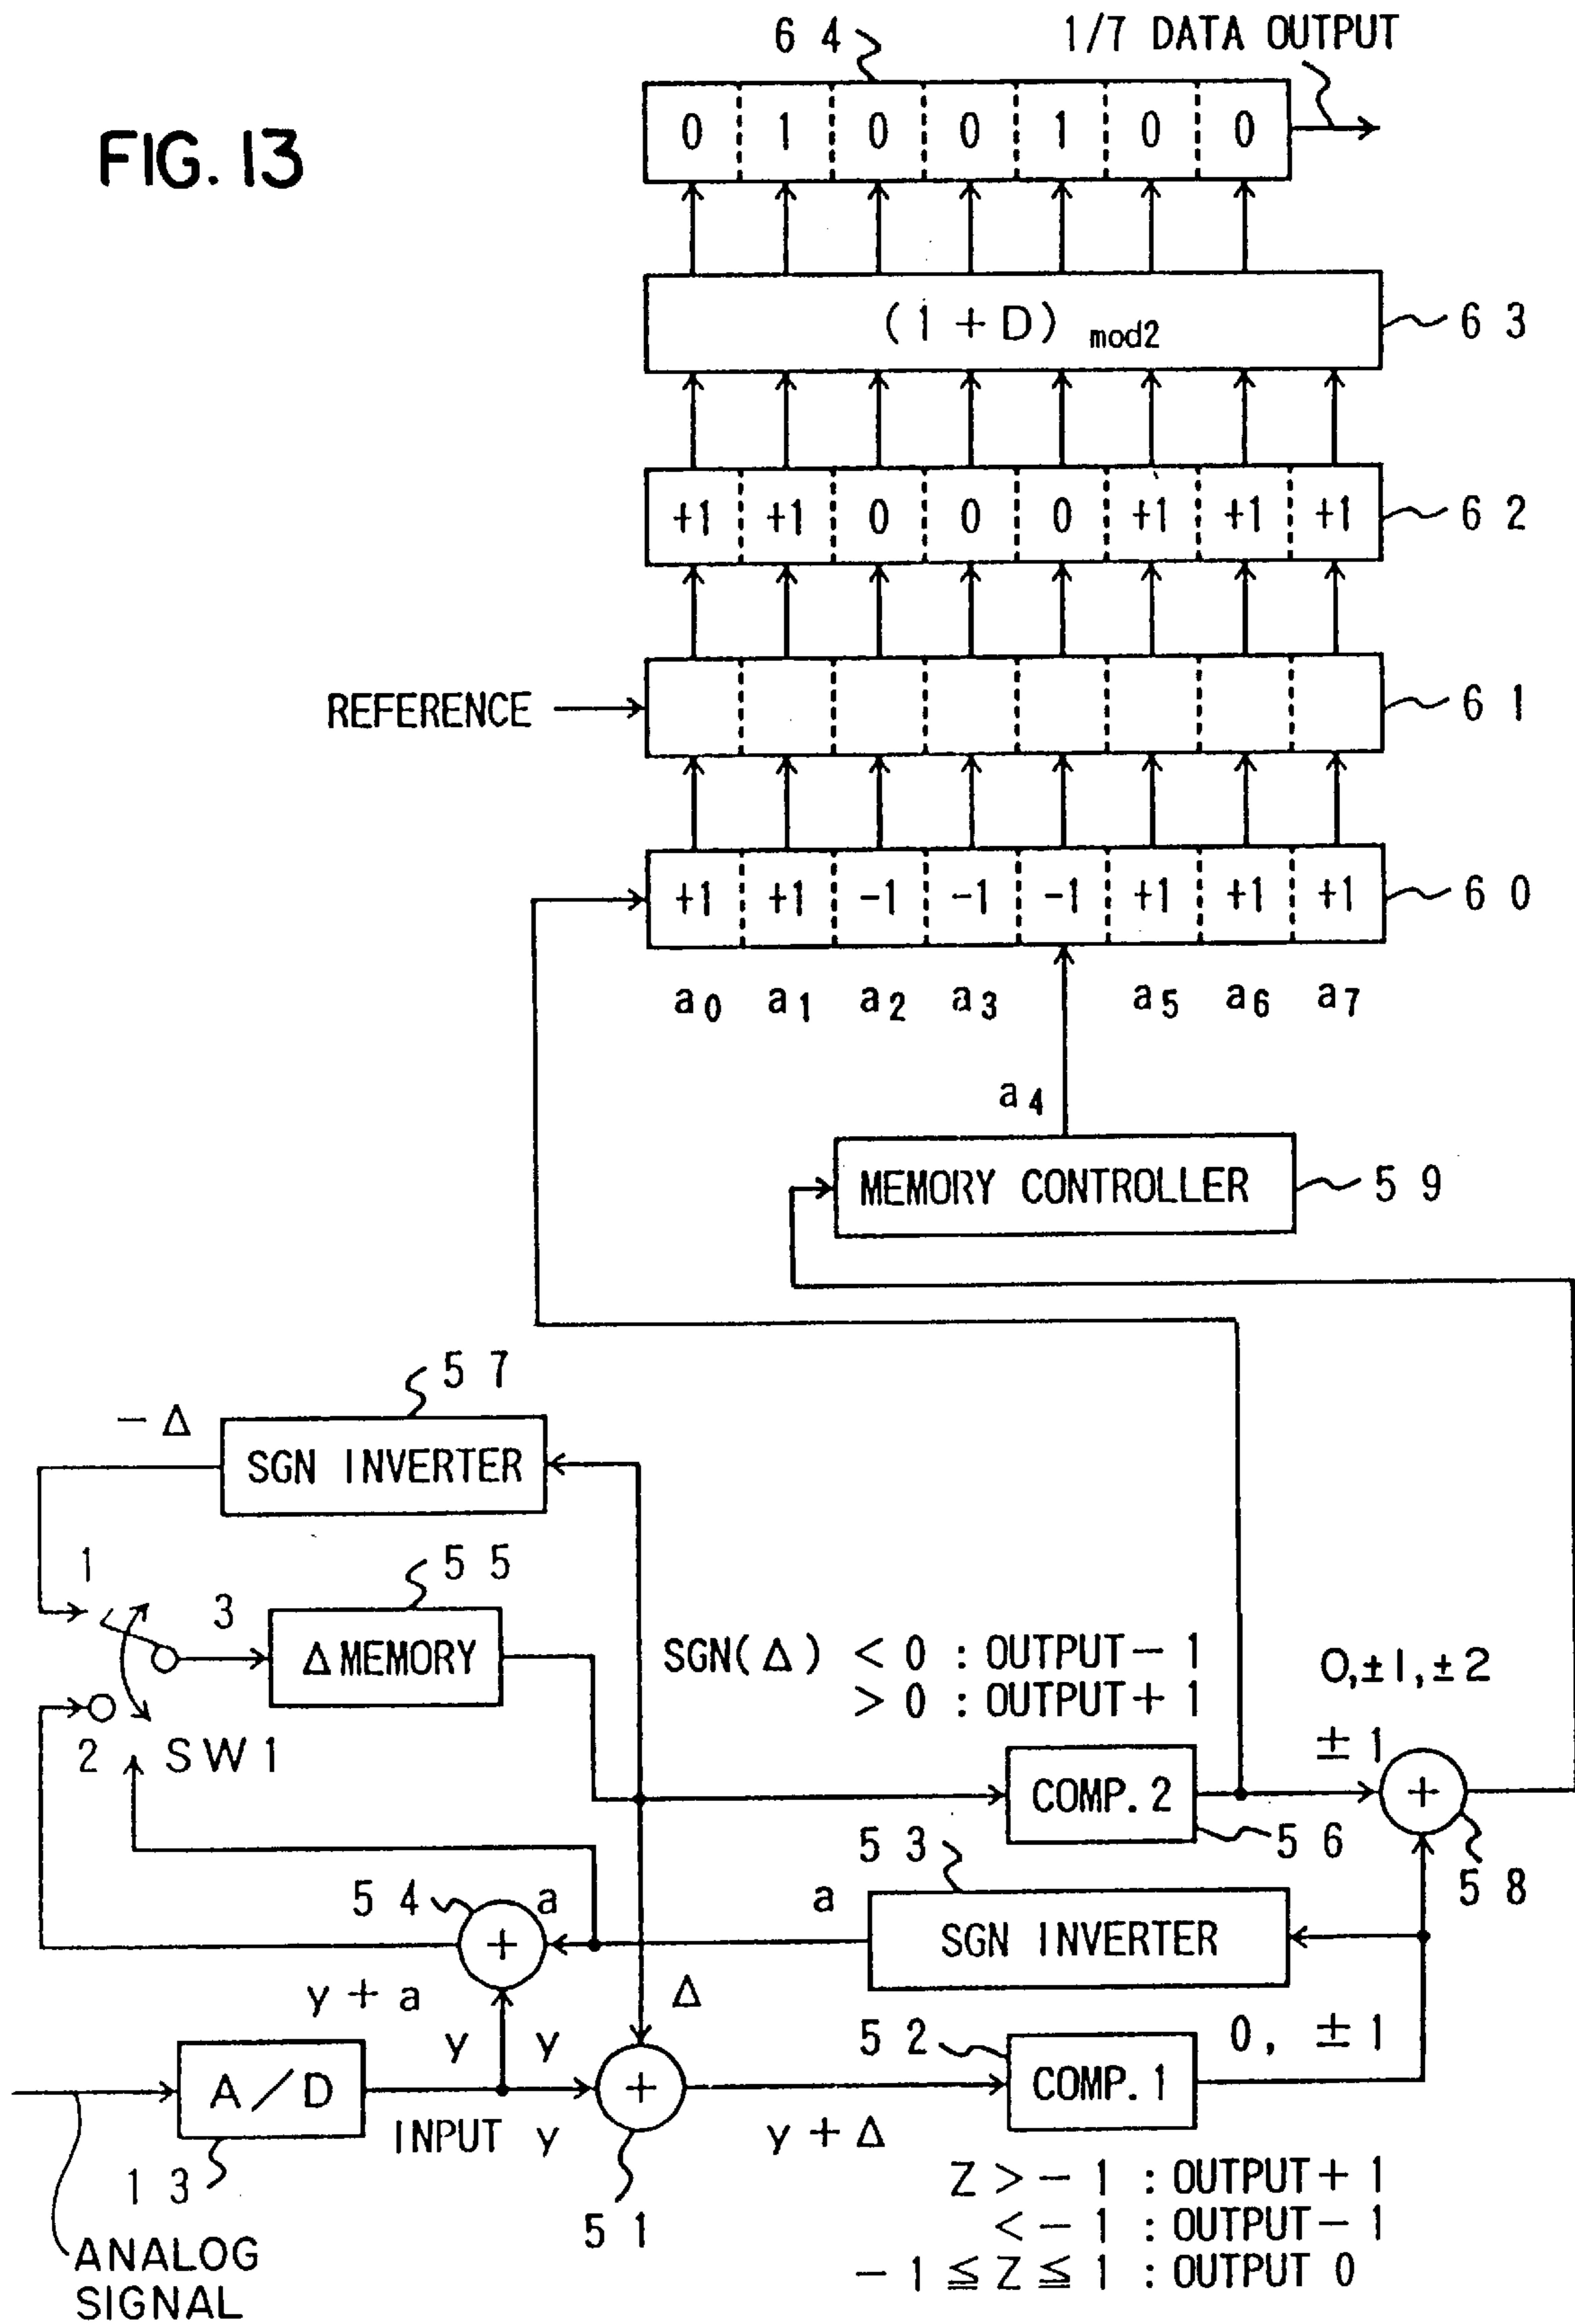 FIG. 13
6 4
1/7 DATA OUTPUT
0 1 0 0 1 0 0
(1 + D) mod2
6 3
+1 +1 0 0 0 +1 +1 +1
6 2
REFERENCE
6 1
+1 +1 -1 -1 -1 +1 +1 +1
6 0
a0 a1 a2 a3 a5 a6 a7
a4
MEMORY CONTROLLER
5 9
5 7
- Δ
SGN INVERTER
1
5 5
3
Δ MEMORY
2 SW1
SGN(Δ) < 0 : OUTPUT - 1
> 0 : OUTPUT + 1
0, ±1, ±2
± 1
COMP. 2
+
5 6
5 8
5 3
5 4
a
a
+
SGN INVERTER
y + a
Δ
y y
5 2
0, ± 1
A/D
+
COMP. 1
INPUT y
y + Δ
1 3
5 1
Z > - 1 : OUTPUT + 1
< - 1 : OUTPUT - 1
- 1 ≦ Z ≦ 1 : OUTPUT 0
ANALOG
SIGNAL